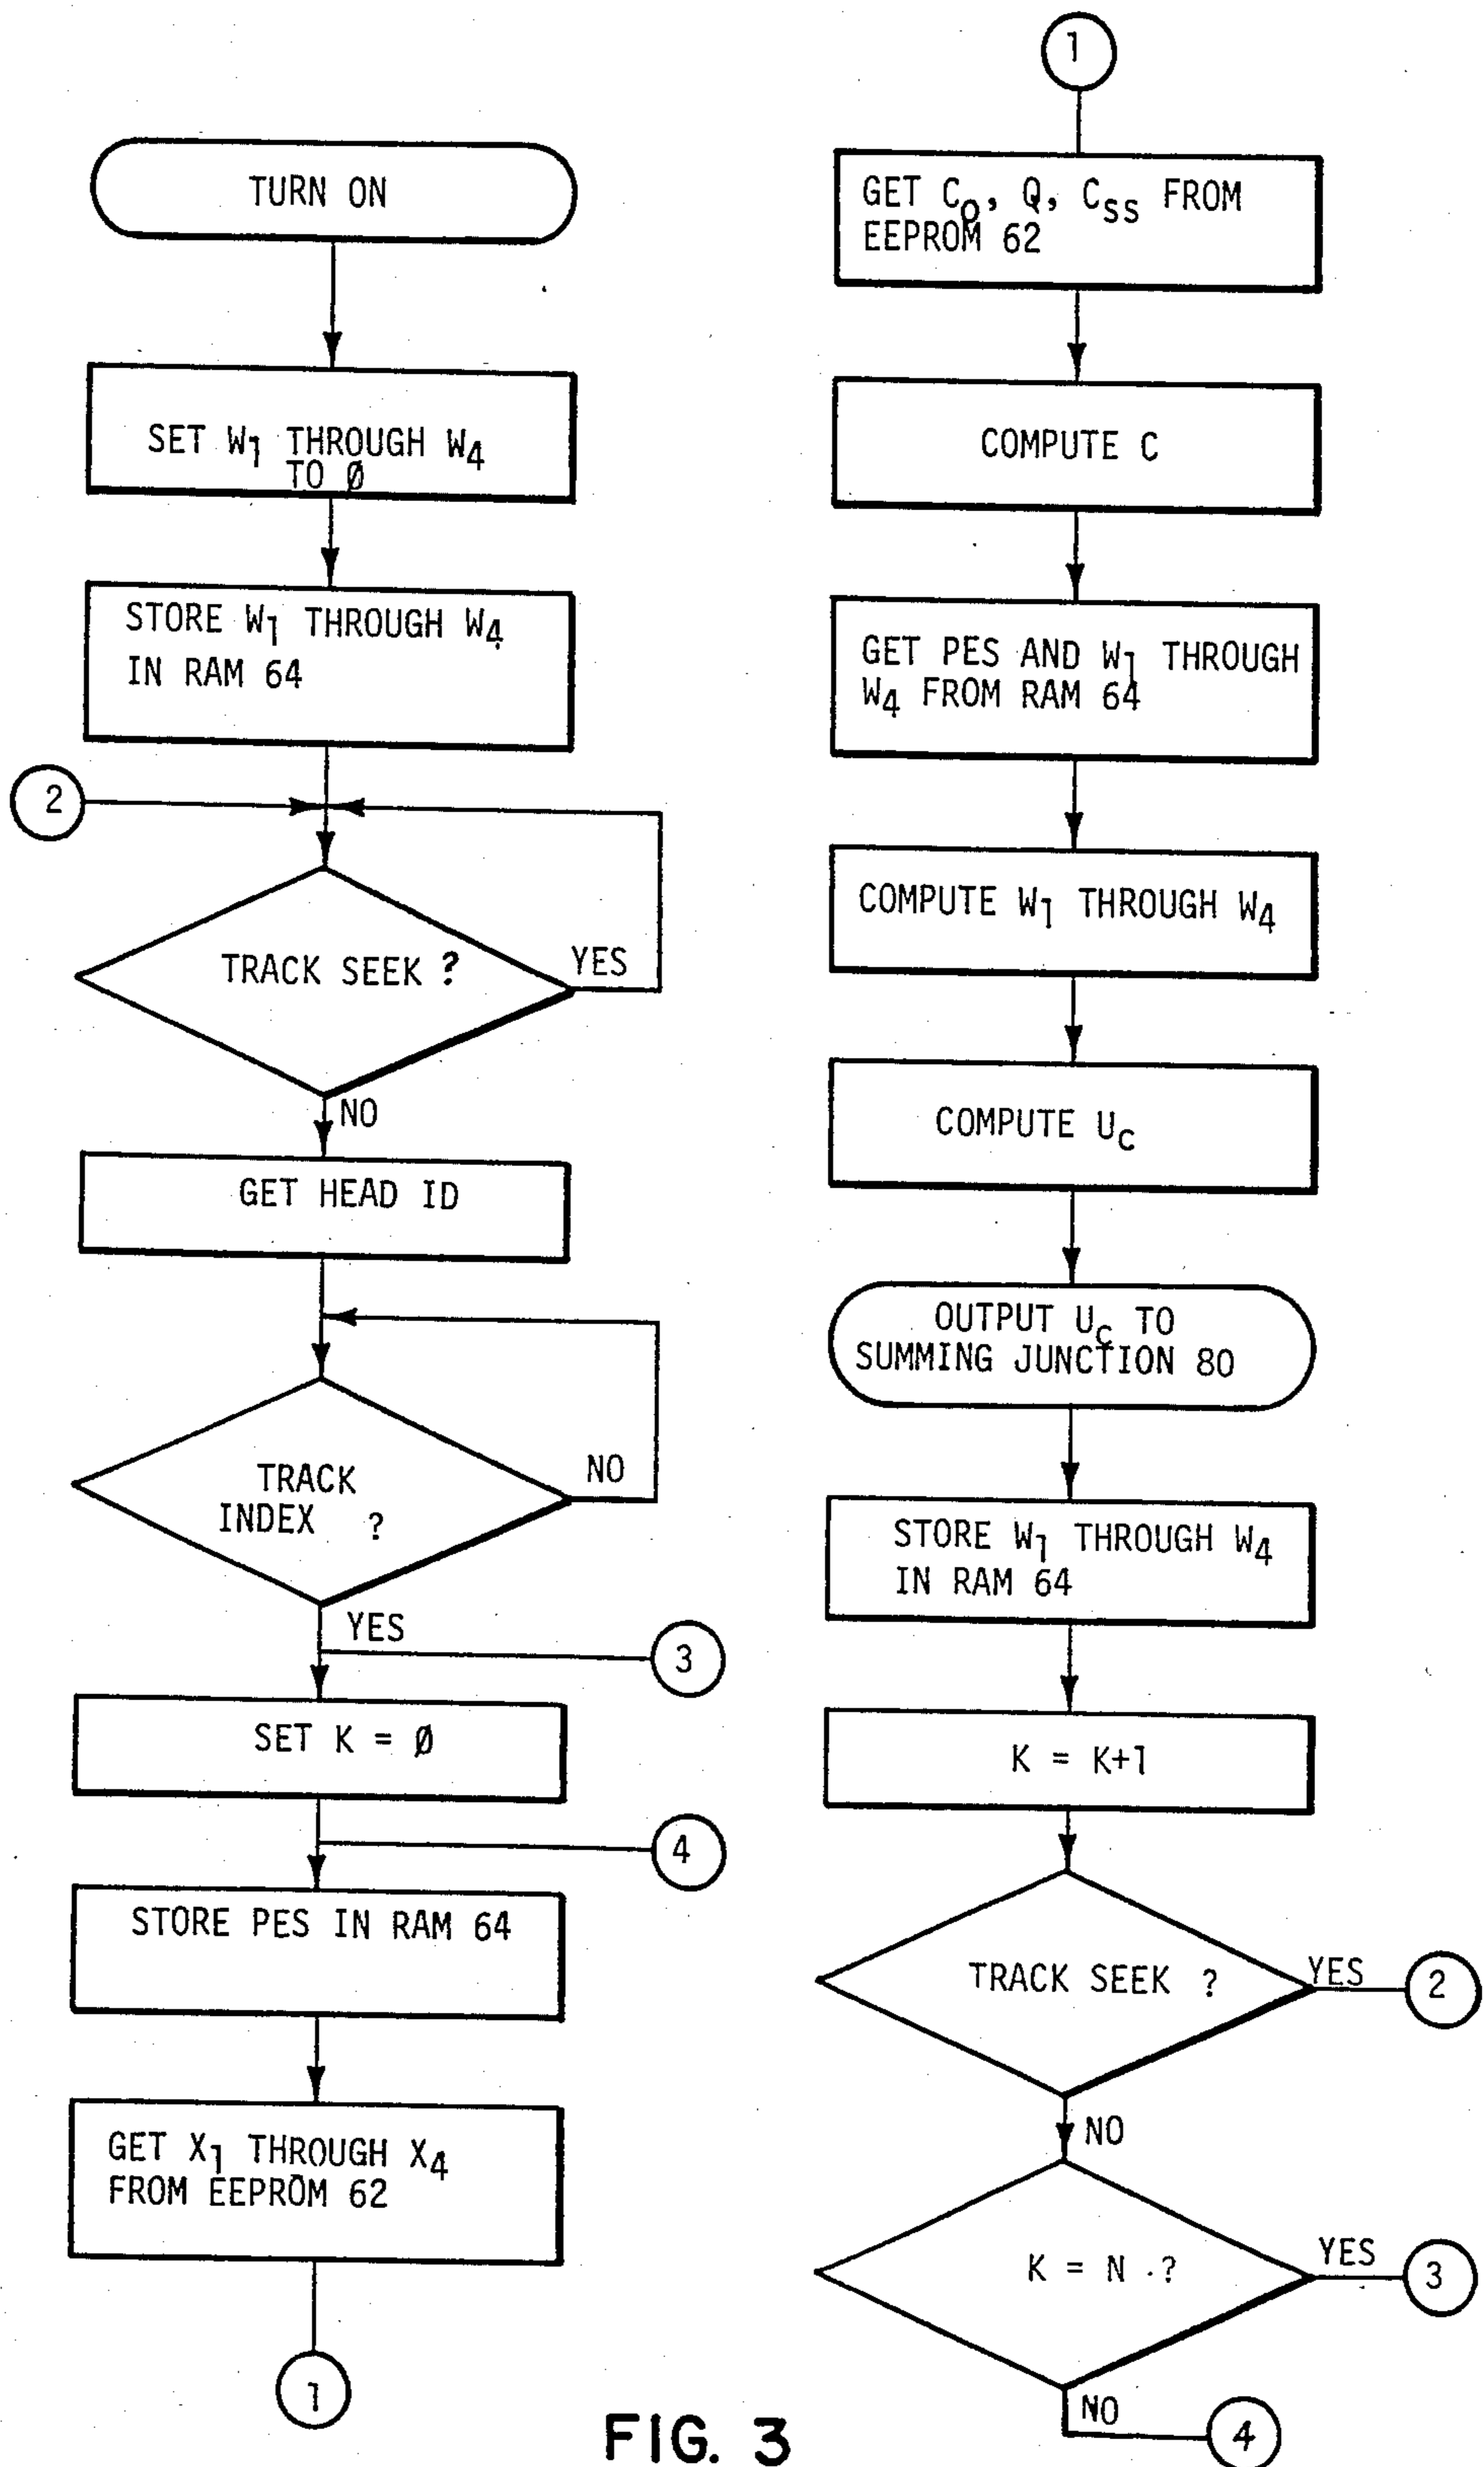 TURN ON
SET W1 THROUGH W4
TO Ø
STORE W1 THROUGH W4
IN RAM 64
2
TRACK SEEK ?
YES
NO
GET HEAD ID
TRACK
INDEX ?
NO
YES
3
SET K = Ø
4
STORE PES IN RAM 64
GET X1 THROUGH X4
FROM EEPROM 62
1
1
GET CO, Q, CSS FROM
EEPROM 62
COMPUTE C
GET PES AND W1 THROUGH
W4 FROM RAM 64
COMPUTE W1 THROUGH W4
COMPUTE UC
OUTPUT UC TO
SUMMING JUNCTION 80
STORE W1 THROUGH W4
IN RAM 64
K = K+1
TRACK SEEK ?
YES
2
NO
K = N ?
YES
3
NO
4
FIG. 3